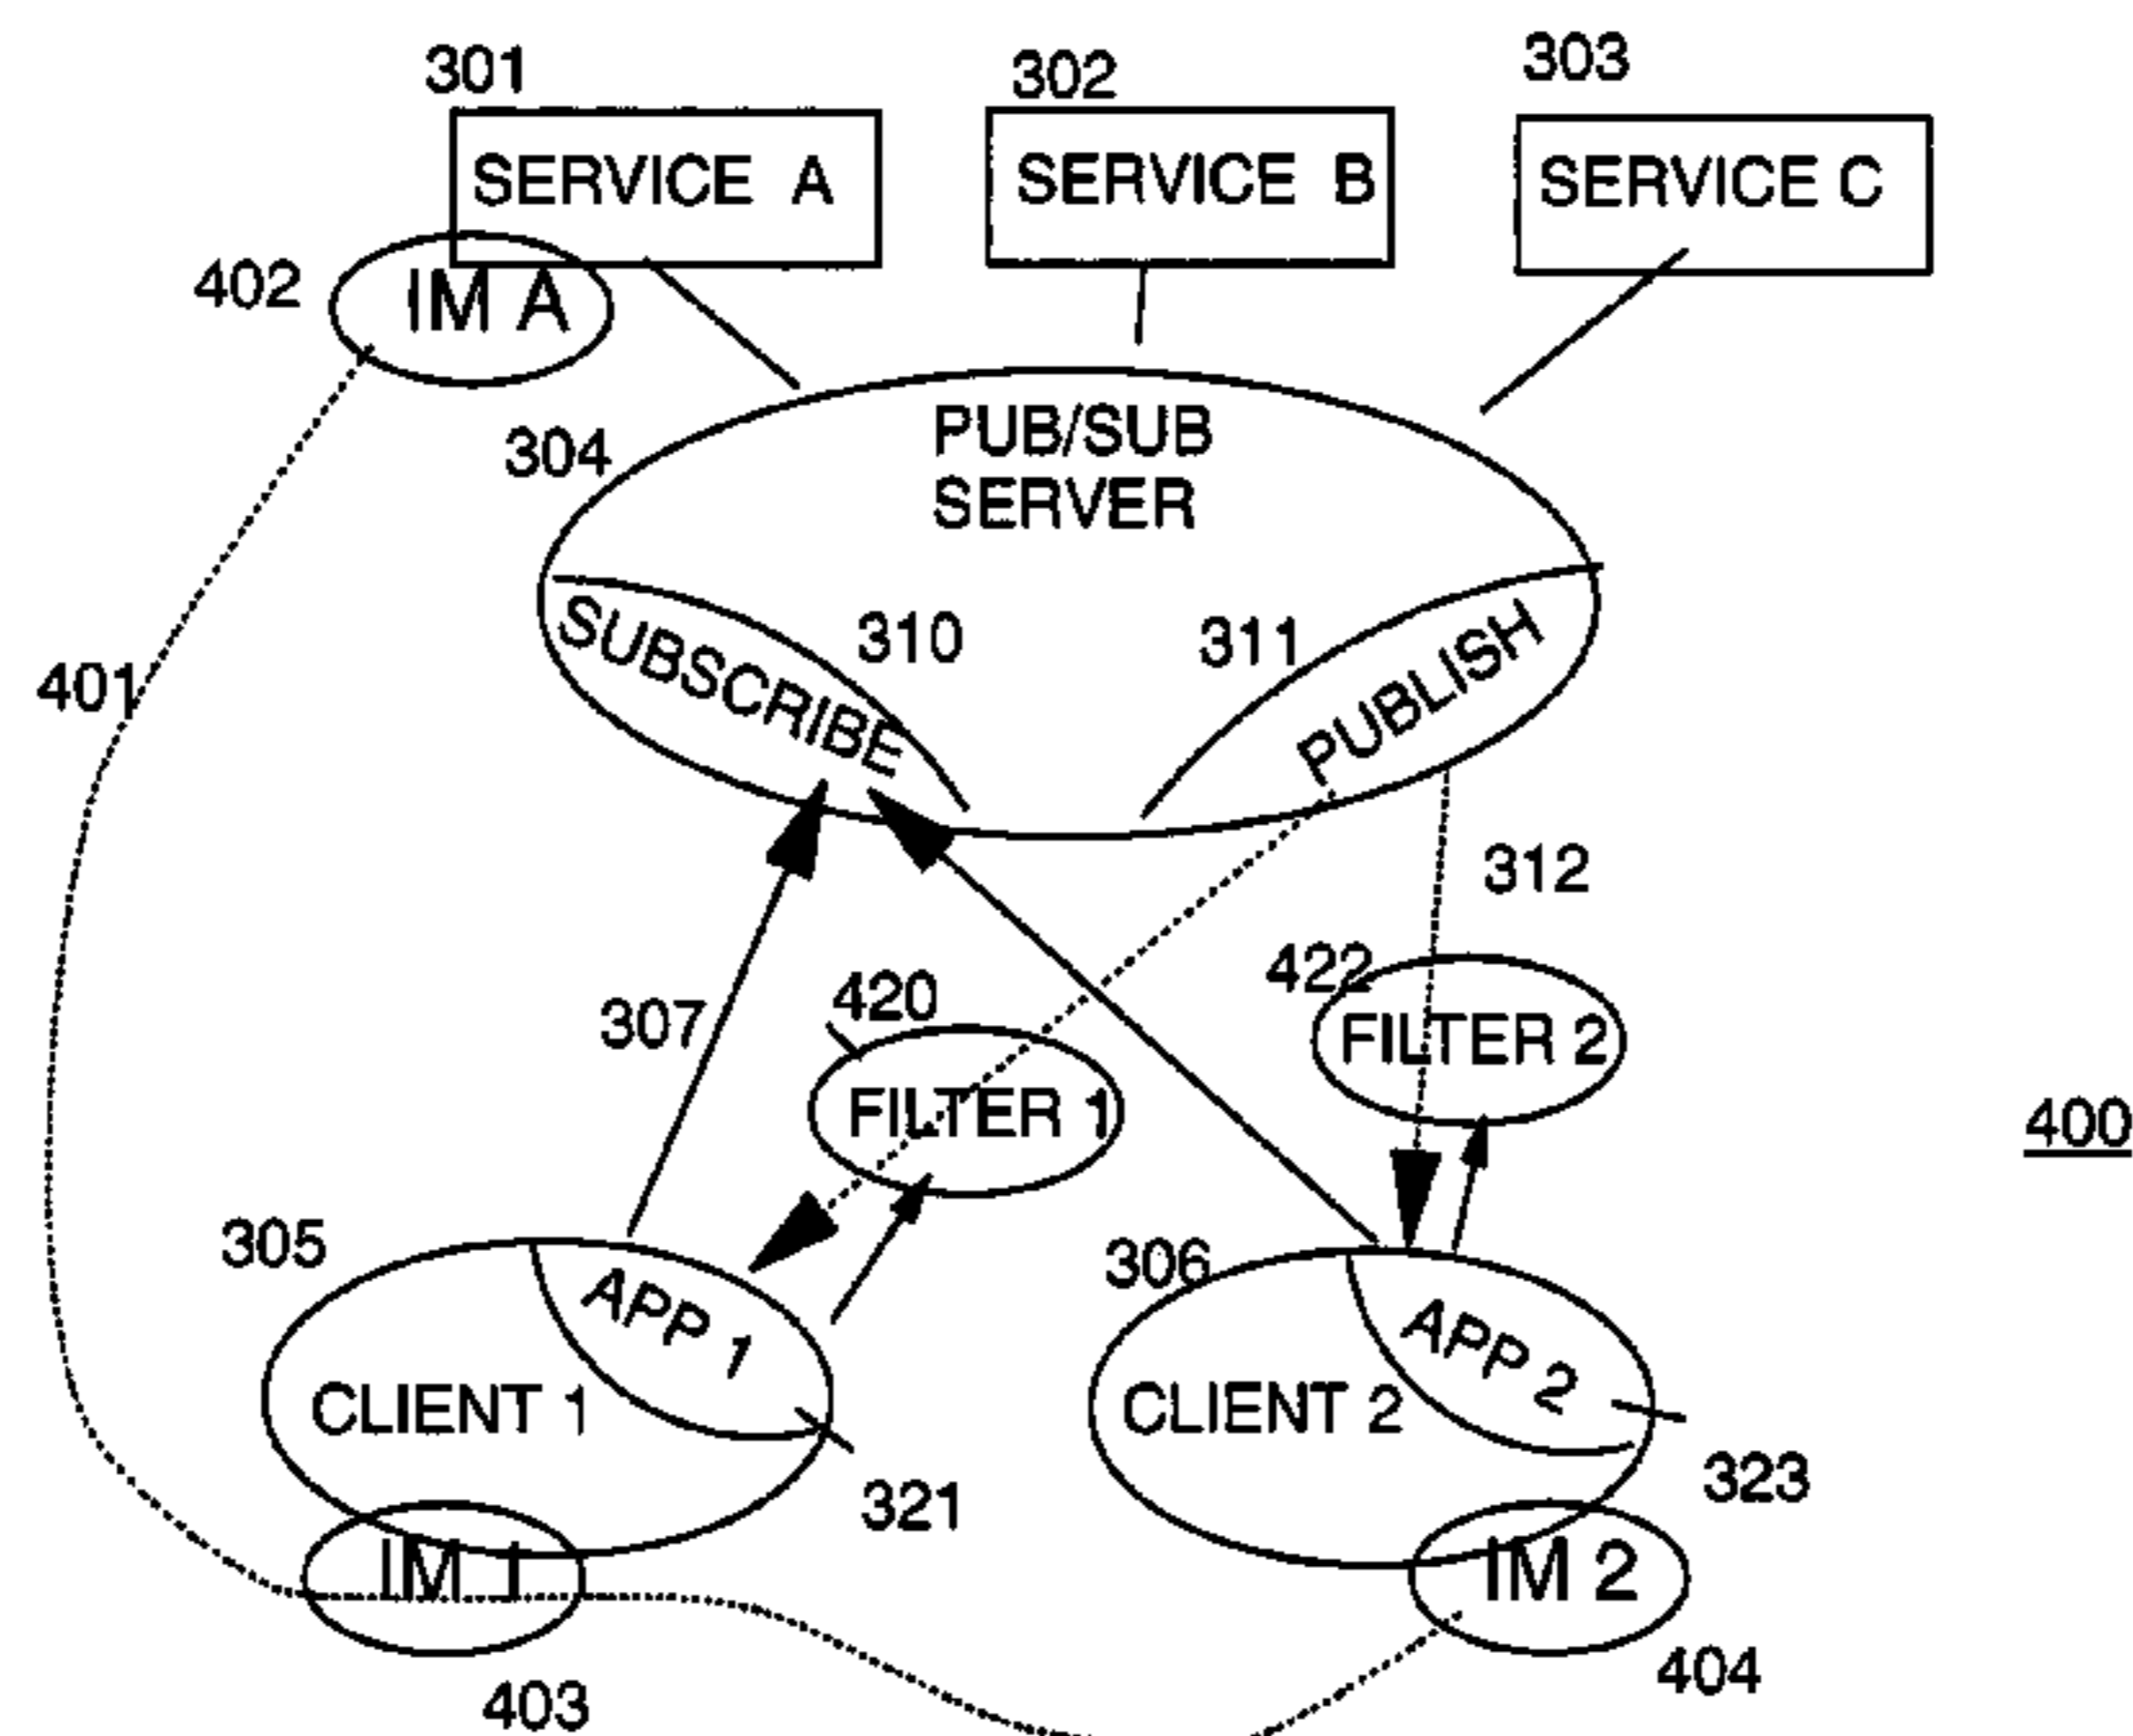 301
302
303
SERVICE A
SERVICE B
SERVICE C
402
IM A
304
PUB/SUB
SERVER
401
SUBSCRIBE
310
311
PUBLISH
312
307
420
422
FILTER 1
FILTER 2
400
305
306
APP 1
APP 2
CLIENT 1
CLIENT 2
321
323
IM 1
IM 2
403
404